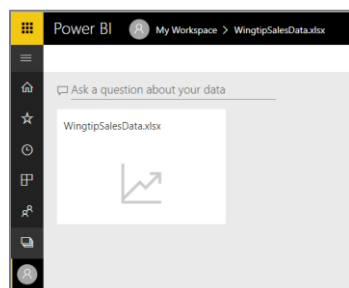 Power BI My Workspace > WingtipSalesData.xlsx
Ask a question about your data
WingtipSalesData.xlsx